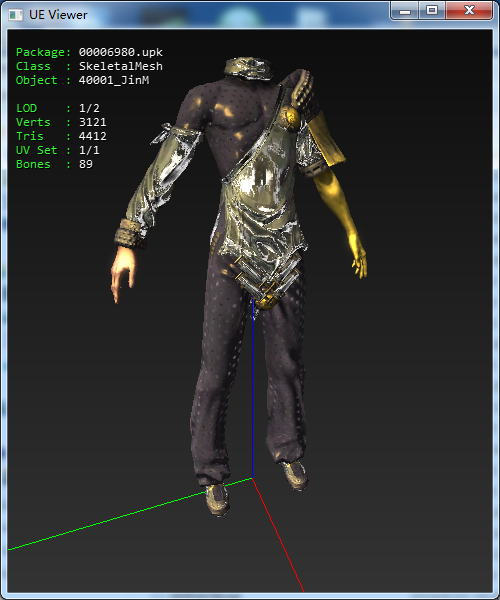 UE Viewer
Package: 00006980.upk
Class  : SkeletalMesh
Object : 40001_JinM
LOD    : 1/2
Verts  : 3121
Tris   : 4412
UV Set : 1/1
Bones  : 89